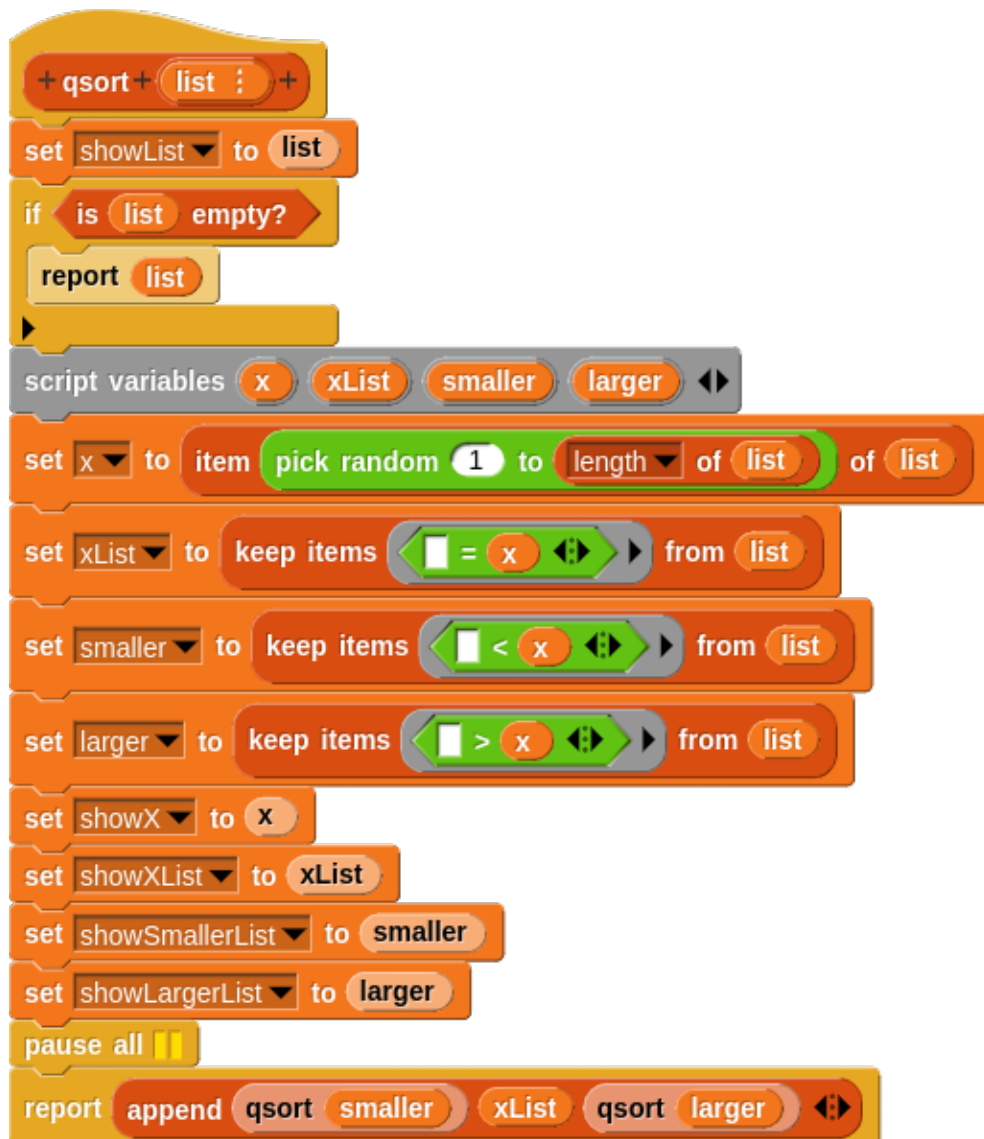 + qsort + list ⋮ +
set showList to list
if is list empty?
report list
script variables x xList smaller larger
set x to item pick random 1 to length of list of list
set xList to keep items = x from list
set smaller to keep items < x from list
set larger to keep items > x from list
set showX to x
set showXList to xList
set showSmallerList to smaller
set showLargerList to larger
pause all
report append qsort smaller xList qsort larger